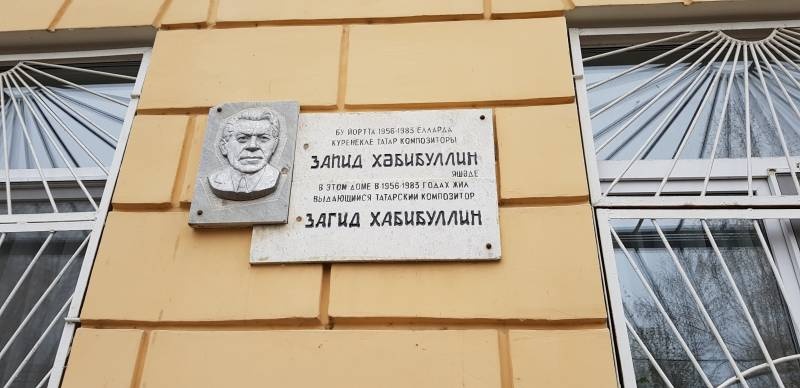 БУ ЙОРТТА 1956-1983 ЕЛЛАРДА
КҮРЕНЕКЛЕ ТАТАР КОМПОЗИТОРЫ
ЗАҺИД ХӘБИБУЛЛИН
ЯШӘДЕ
В ЭТОМ ДОМЕ В 1956-1983 ГОДАХ ЖИЛ
ВЫДАЮЩИЙСЯ ТАТАРСКИЙ КОМПОЗИТОР
ЗАГИД ХАБИБУЛЛИН